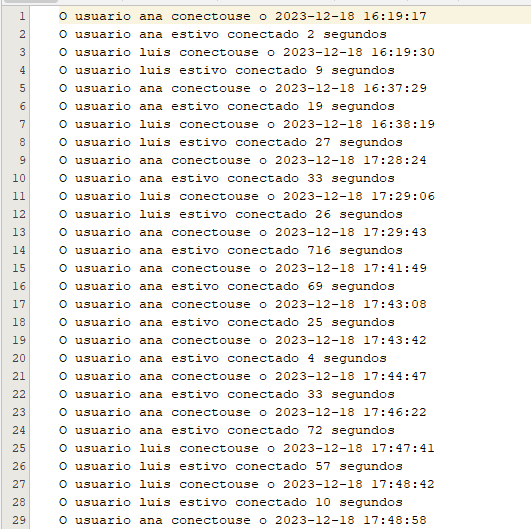 1 O usuario ana conectouse o 2023-12-18 16:19:17
2 O usuario ana estivo conectado 2 segundos
3 O usuario luis conectouse o 2023-12-18 16:19:30
4 O usuario luis estivo conectado 9 segundos
5 O usuario ana conectouse o 2023-12-18 16:37:29
6 O usuario ana estivo conectado 19 segundos
7 O usuario luis conectouse o 2023-12-18 16:38:19
8 O usuario luis estivo conectado 27 segundos
9 O usuario ana conectouse o 2023-12-18 17:28:24
10 O usuario ana estivo conectado 33 segundos
11 O usuario luis conectouse o 2023-12-18 17:29:06
12 O usuario luis estivo conectado 26 segundos
13 O usuario ana conectouse o 2023-12-18 17:29:43
14 O usuario ana estivo conectado 716 segundos
15 O usuario ana conectouse o 2023-12-18 17:41:49
16 O usuario ana estivo conectado 69 segundos
17 O usuario ana conectouse o 2023-12-18 17:43:08
18 O usuario ana estivo conectado 25 segundos
19 O usuario ana conectouse o 2023-12-18 17:43:42
20 O usuario ana estivo conectado 4 segundos
21 O usuario ana conectouse o 2023-12-18 17:44:47
22 O usuario ana estivo conectado 33 segundos
23 O usuario ana conectouse o 2023-12-18 17:46:22
24 O usuario ana estivo conectado 72 segundos
25 O usuario luis conectouse o 2023-12-18 17:47:41
26 O usuario luis estivo conectado 57 segundos
27 O usuario luis conectouse o 2023-12-18 17:48:42
28 O usuario luis estivo conectado 10 segundos
29 O usuario ana conectouse o 2023-12-18 17:48:58